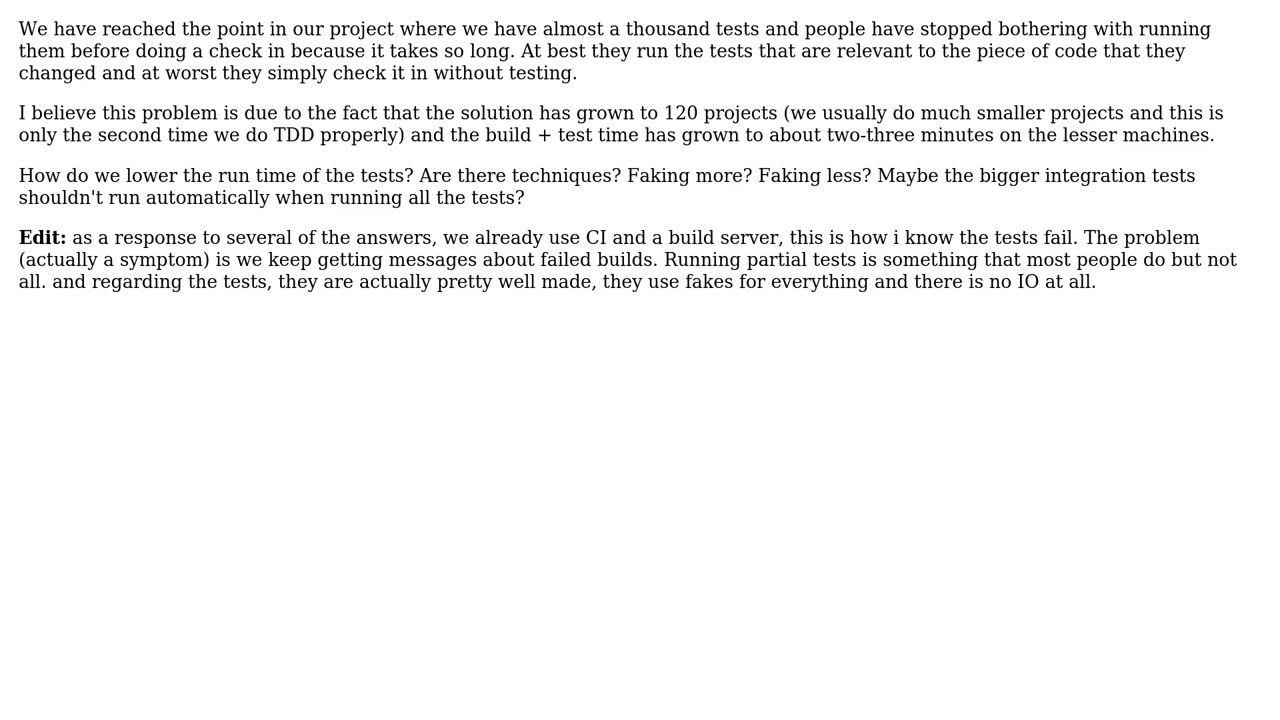 We have reached the point in our project where we have almost a thousand tests and people have stopped bothering with running
them before doing a check in because it takes so long. At best they run the tests that are relevant to the piece of code that they
changed and at worst they simply check it in without testing.
I believe this problem is due to the fact that the solution has grown to 120 projects (we usually do much smaller projects and this is
only the second time we do TDD properly) and the build + test time has grown to about two-three minutes on the lesser machines.
How do we lower the run time of the tests? Are there techniques? Faking more? Faking less? Maybe the bigger integration tests
shouldn't run automatically when running all the tests?
Edit: as a response to several of the answers, we already use CI and a build server, this is how i know the tests fail. The problem
(actually a symptom) is we keep getting messages about failed builds. Running partial tests is something that most people do but not
all. and regarding the tests, they are actually pretty well made, they use fakes for everything and there is no IO at all.